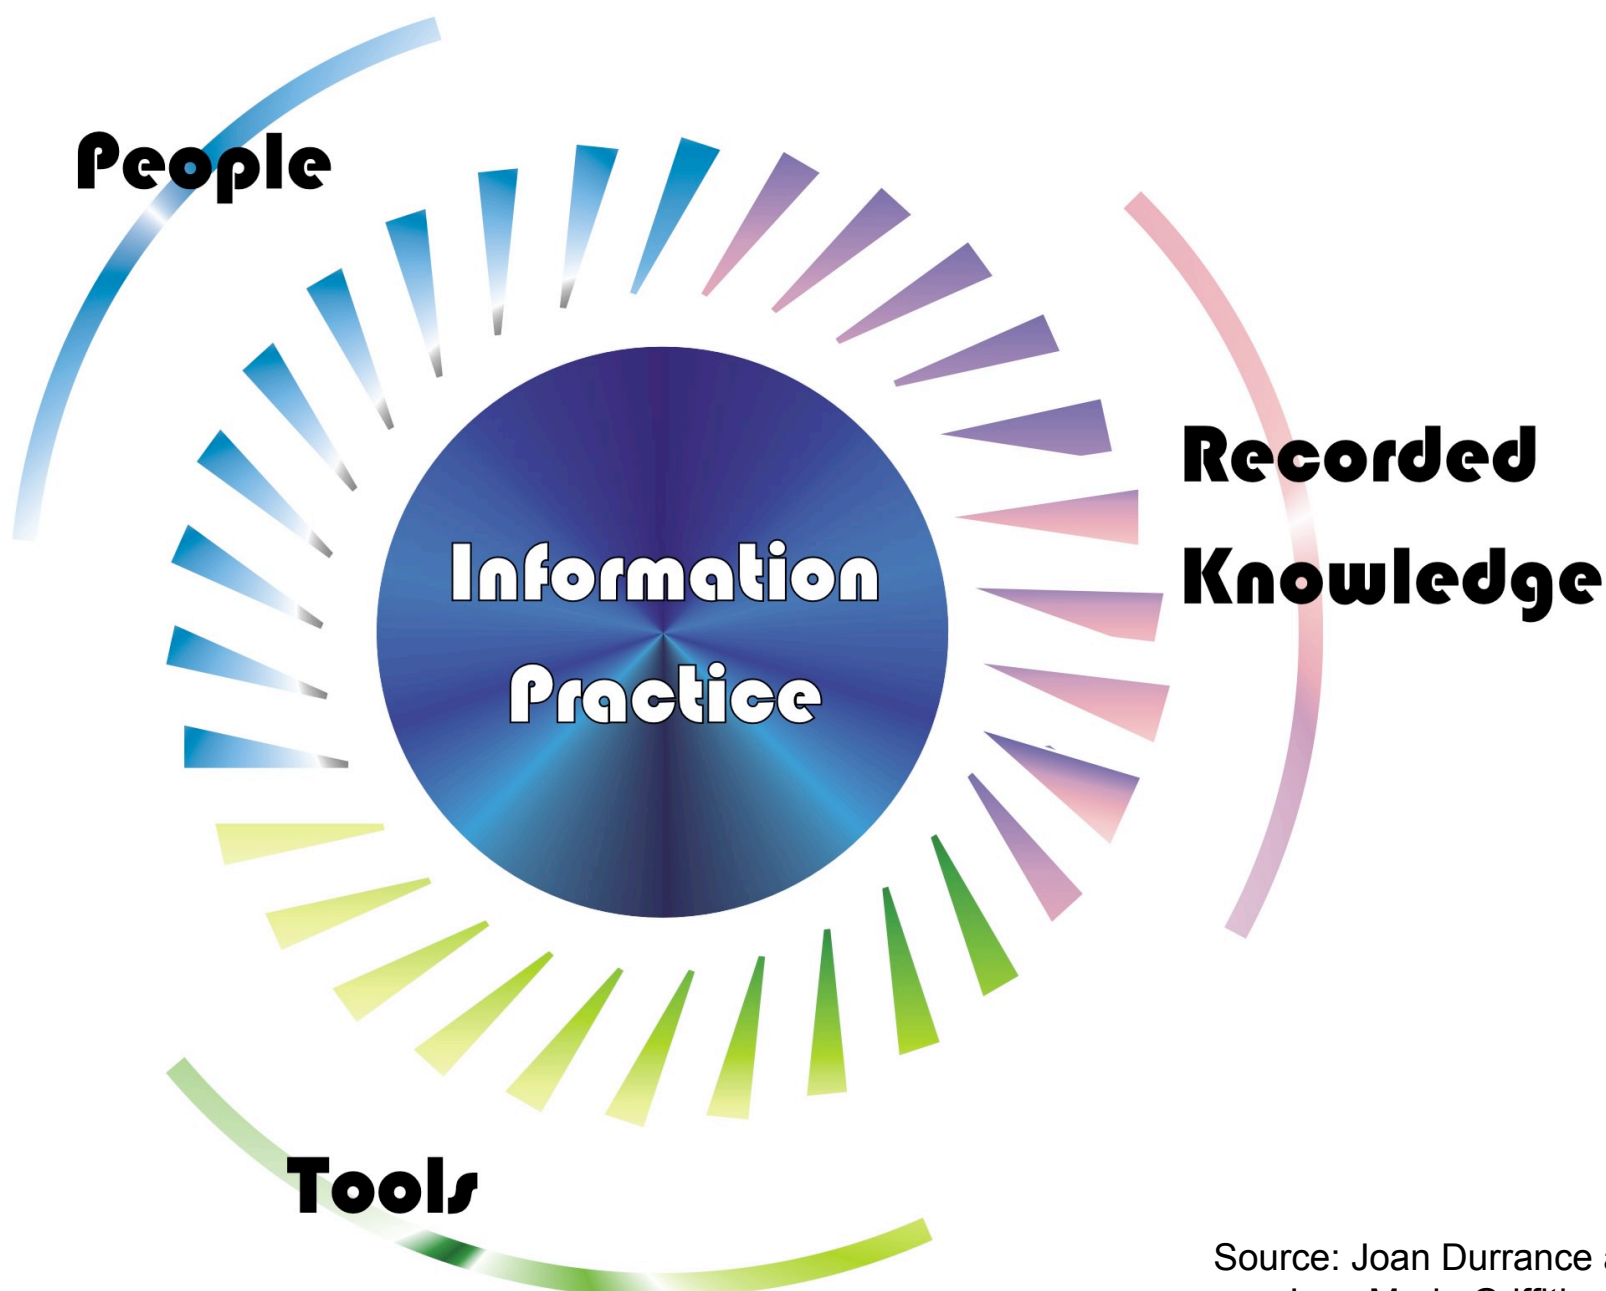 People
Recorded
Knowledge
Information
Practice
Tools
Source: Joan Durrance